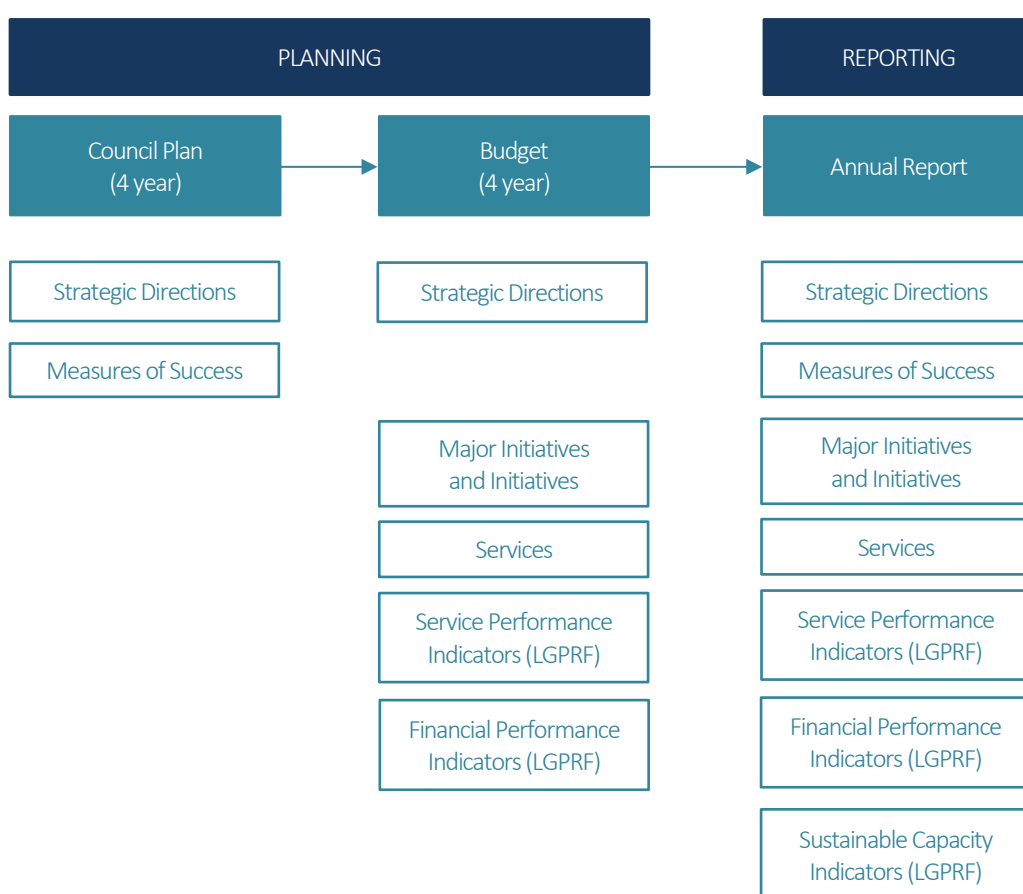 PLANNING
REPORTING
Council Plan
(4 year)
Budget
(4 year)
Annual Report
Strategic Directions
Strategic Directions
Strategic Directions
Measures of Success
Measures of Success
Major Initiatives
and Initiatives
Major Initiatives
and Initiatives
Services
Services
Service Performance
Indicators (LGPRF)
Service Performance
Indicators (LGPRF)
Financial Performance
Indicators (LGPRF)
Financial Performance
Indicators (LGPRF)
Sustainable Capacity
Indicators (LGPRF)